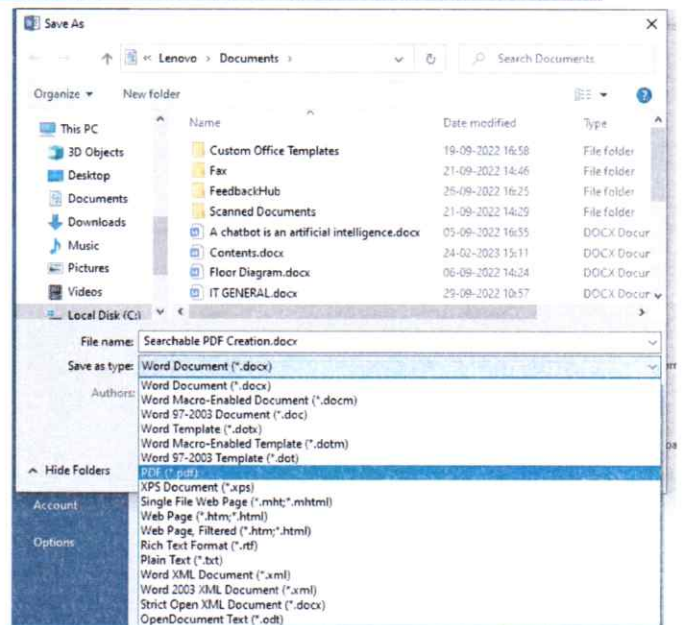 Save As
« Lenovo › Documents ›
Search Documents
Organize
New folder
Name
Date modified
Type
This PC
3D Objects
Desktop
Documents
Downloads
Music
Pictures
Videos
Local Disk (C:)
Custom Office Templates 19-09-2022 16:58 File folder
Fax 21-09-2022 14:46 File folder
FeedbackHub 26-09-2022 16:25 File folder
Scanned Documents 21-09-2022 14:29 File folder
A chatbot is an artificial intelligence.docx 05-09-2022 16:55 DOCX Docur
Contents.docx 24-02-2023 15:11 DOCX Docur
Floor Diagram.docx 06-09-2022 14:24 DOCX Docur
IT GENERAL.docx 29-09-2022 10:57 DOCX Docur
File name: Searchable PDF Creation.docx
Save as type: Word Document (*.docx)
Authors:
Word Document (*.docx)
Word Macro-Enabled Document (*.docm)
Word 97-2003 Document (*.doc)
Word Template (*.dotx)
Word Macro-Enabled Template (*.dotm)
Word 97-2003 Template (*.dot)
PDF (*.pdf)
XPS Document (*.xps)
Single File Web Page (*.mht;*.mhtml)
Web Page (*.htm;*.html)
Web Page, Filtered (*.htm;*.html)
Rich Text Format (*.rtf)
Plain Text (*.txt)
Word XML Document (*.xml)
Word 2003 XML Document (*.xml)
Strict Open XML Document (*.docx)
OpenDocument Text (*.odt)
Hide Folders
Account
Options